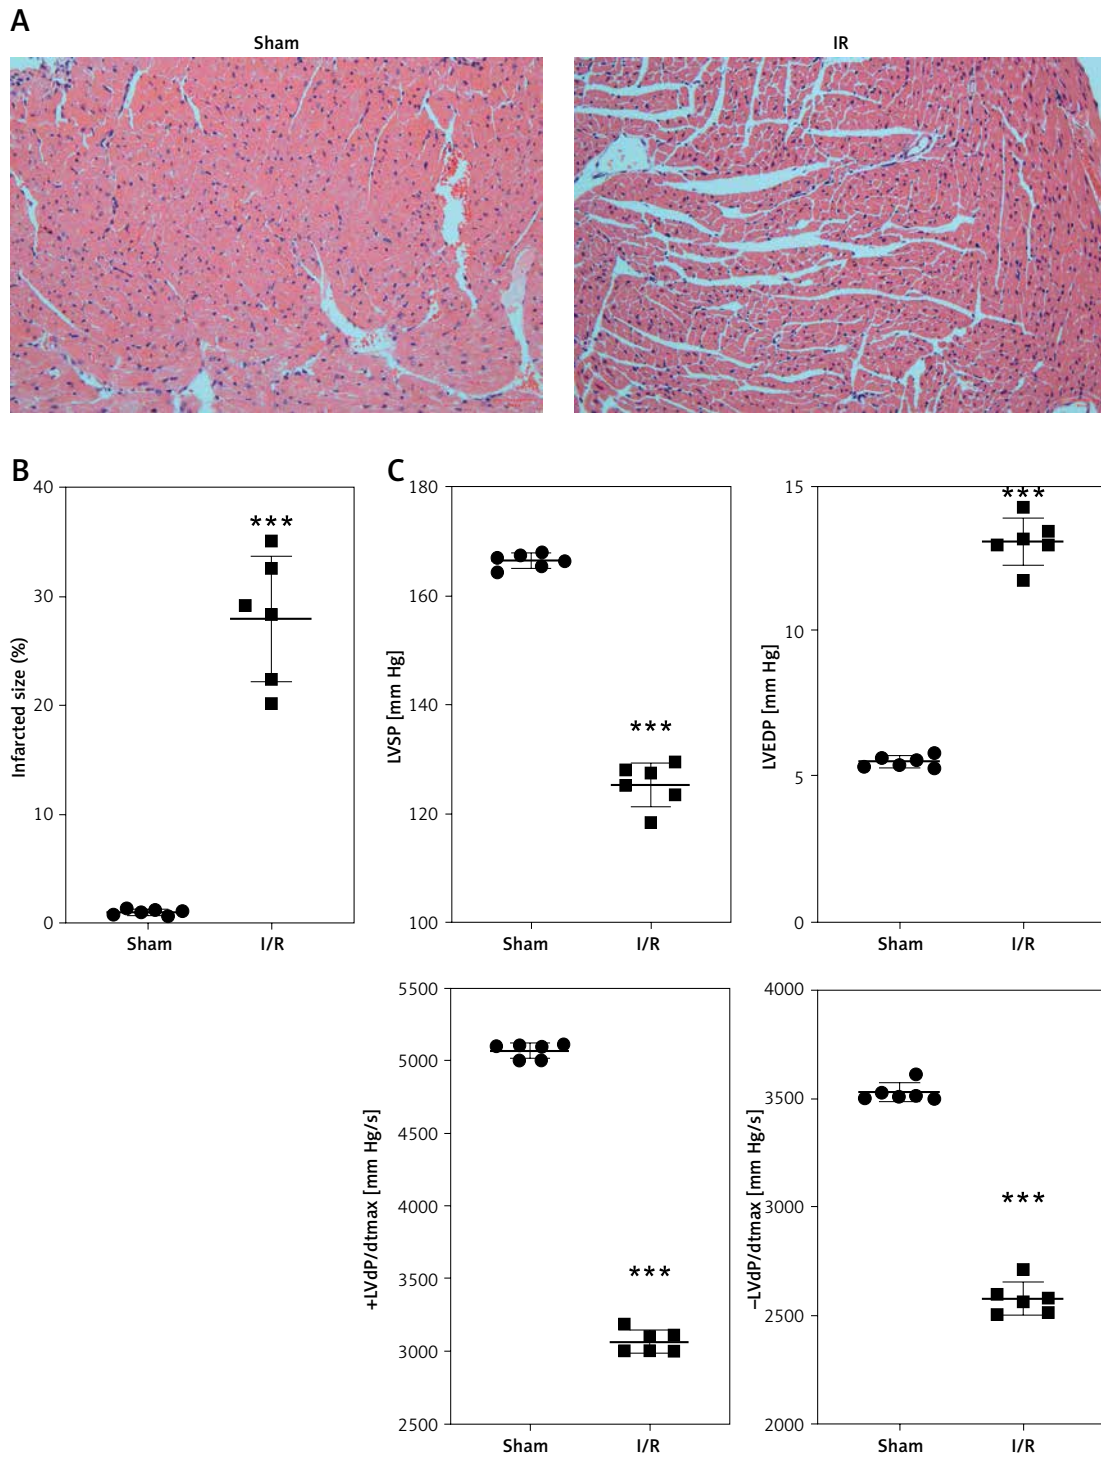 A
Sham
IR
B
40
30
20
10
0
Infarcted size (%)
***
Sham
I/R
C
180
160
140
120
100
LVSP [mm Hg]
***
Sham
I/R
15
10
5
0
LVEDP [mm Hg]
***
Sham
I/R
5500
5000
4500
4000
3500
3000
2500
+LVdP/dtmax [mm Hg/s]
***
Sham
I/R
4000
3500
3000
2500
2000
–LVdP/dtmax [mm Hg/s]
***
Sham
I/R